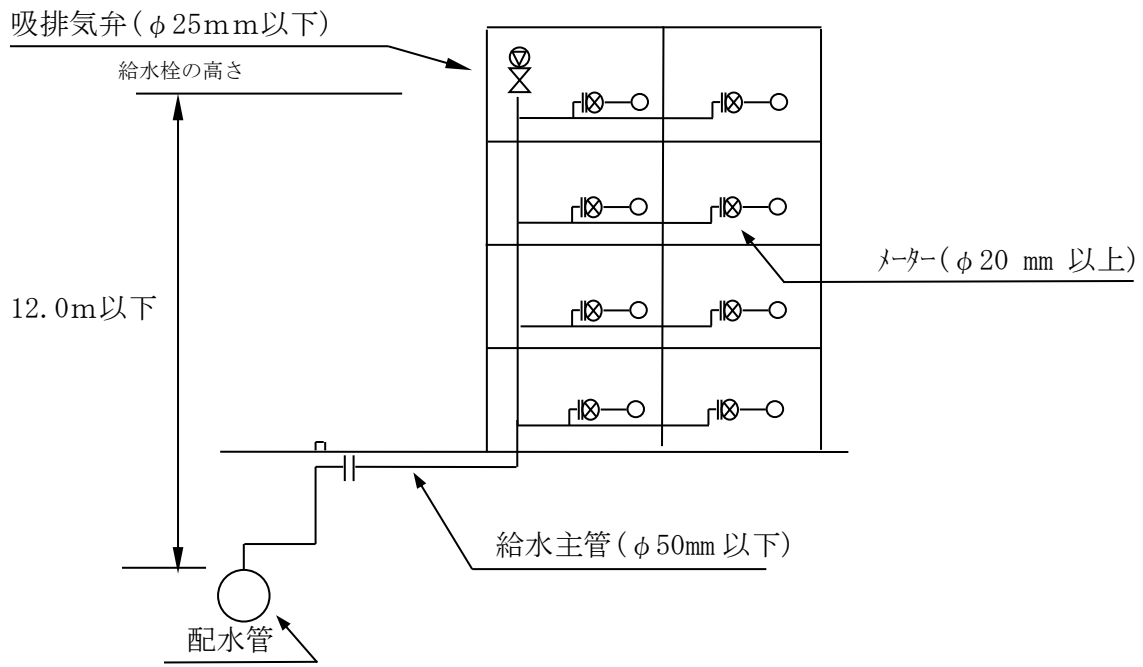 吸排気弁(φ25mm以下)
給水栓の高さ
メーター(φ20 mm 以上)
12.0m以下
給水主管(φ50mm 以下)
配水管